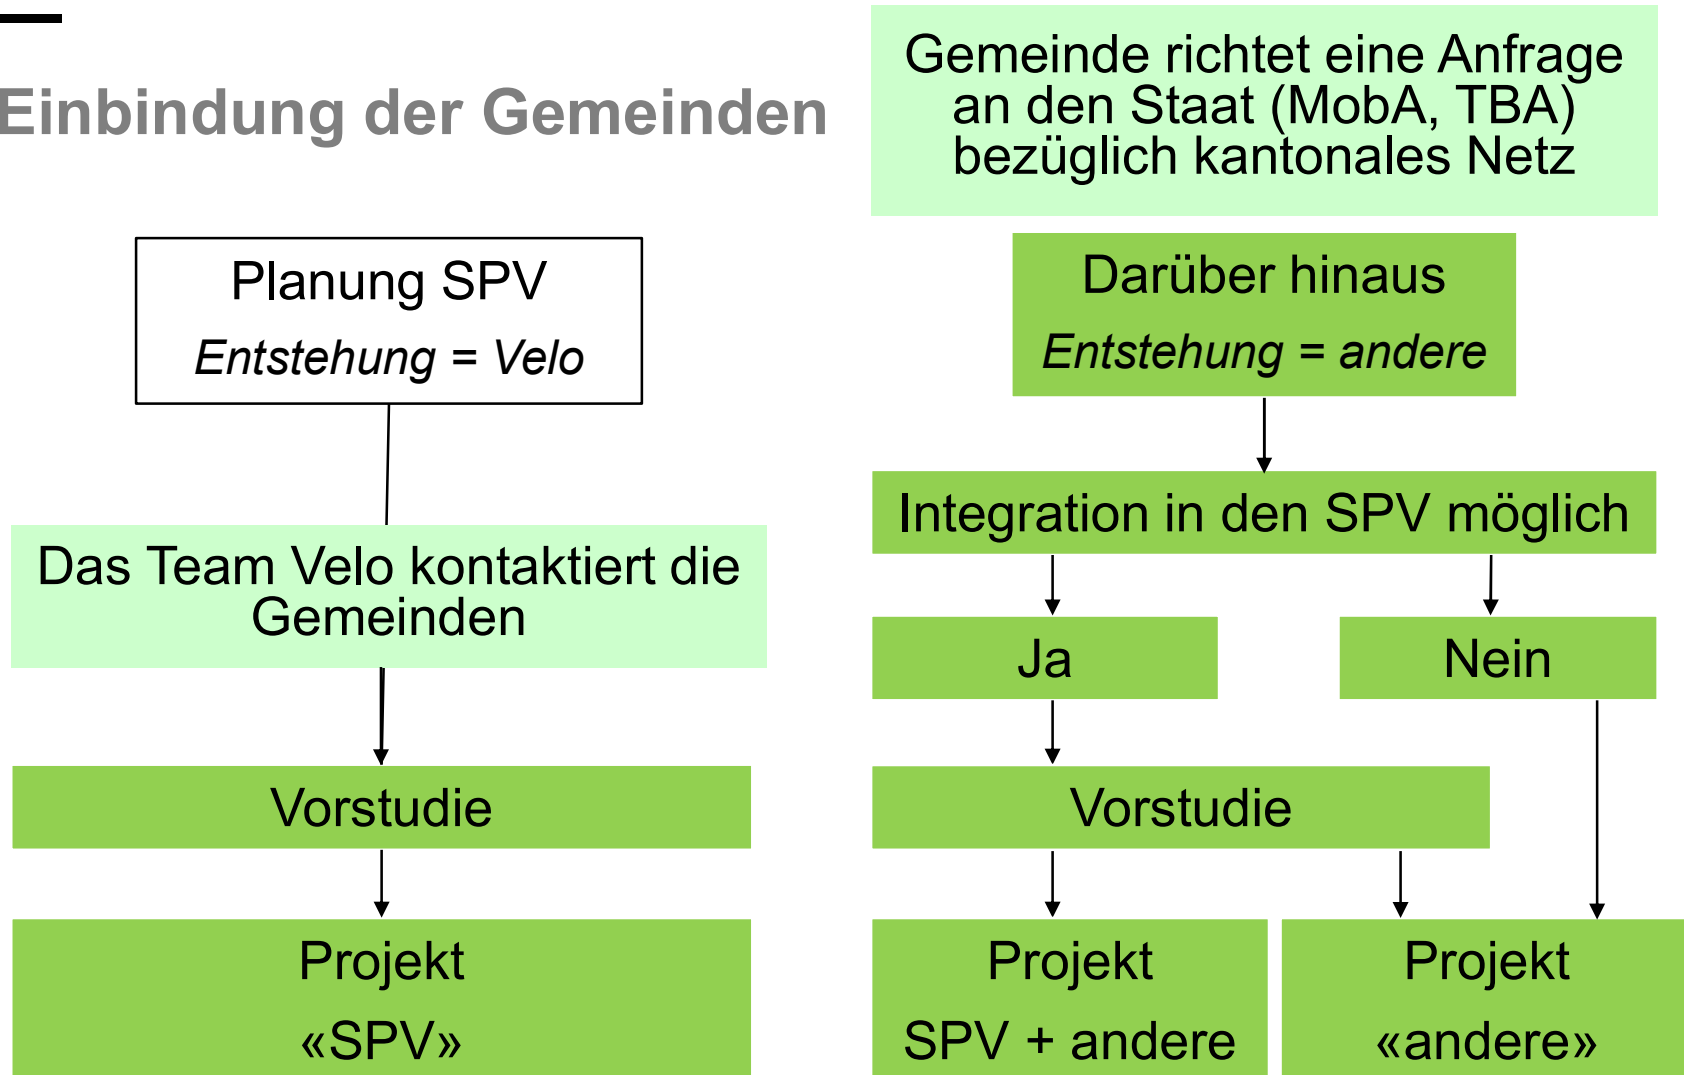 Einbindung der Gemeinden
Gemeinde richtet eine Anfrage
an den Staat (MobA, TBA)
bezüglich kantonales Netz
Planung SPV
Entstehung = Velo
Das Team Velo kontaktiert die
Gemeinden
Vorstudie
Projekt
«SPV»
Darüber hinaus
Entstehung = andere
Integration in den SPV möglich
Ja
Nein
Vorstudie
Projekt
SPV + andere
Projekt
«andere»